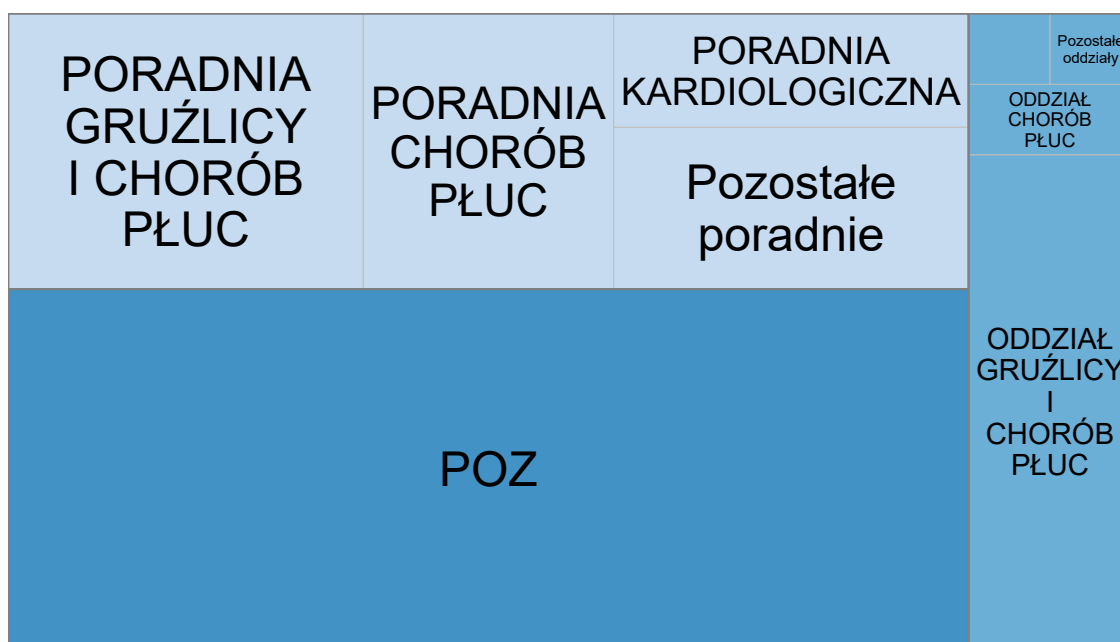 PORADNIA
GRUŹLICY
I CHORÓB
PŁUC
PORADNIA
CHORÓB
PŁUC
PORADNIA
KARDIOLOGICZNA
Pozostałe
poradnie
Pozostałe
oddziały
ODDZIAŁ
CHORÓB
PŁUC
ODDZIAŁ
GRUŹLICY
I
CHORÓB
PŁUC
POZ